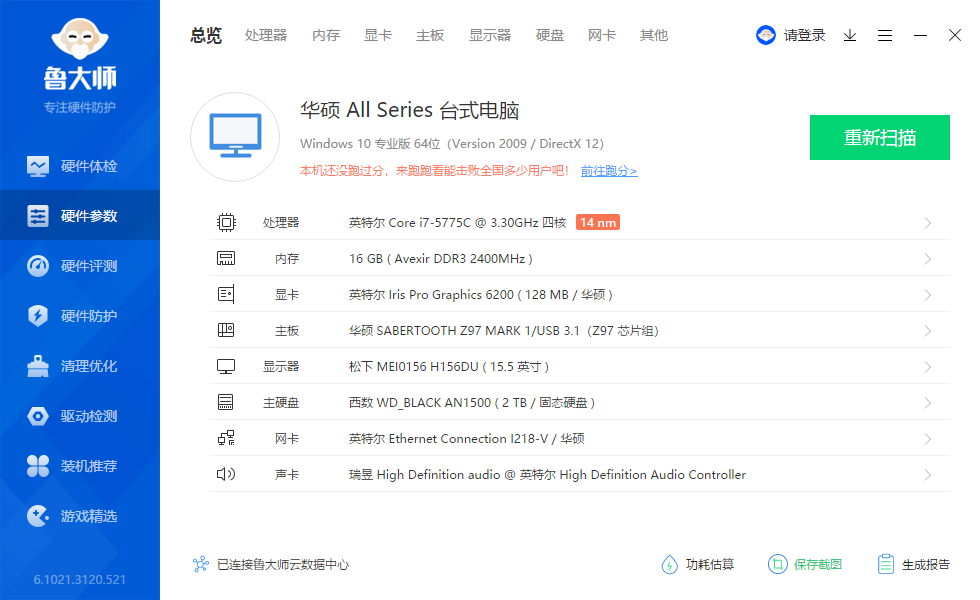 鲁大师
专注硬件防护
硬件体检
硬件参数
硬件评测
硬件防护
清理优化
驱动检测
装机推荐
游戏精选
6.1021.3120.521
总览 处理器 内存 显卡 主板 显示器 硬盘 网卡 其他 请登录
华硕 All Series 台式电脑
Windows 10 专业版 64位（Version 2009 / DirectX 12）
本机还没跑过分，来跑跑看能击败全国多少用户吧！ 前往跑分>
重新扫描
处理器 英特尔 Core i7-5775C @ 3.30GHz 四核 14 nm
内存 16 GB ( Avexir DDR3 2400MHz )
显卡 英特尔 Iris Pro Graphics 6200 ( 128 MB / 华硕 )
主板 华硕 SABERTOOTH Z97 MARK 1/USB 3.1（Z97 芯片组）
显示器 松下 MEI0156 H156DU ( 15.5 英寸 )
主硬盘 西数 WD_BLACK AN1500 ( 2 TB / 固态硬盘 )
网卡 英特尔 Ethernet Connection I218-V / 华硕
声卡 瑞昱 High Definition audio @ 英特尔 High Definition Audio Controller
已连接鲁大师云数据中心 功耗估算 保存截图 生成报告